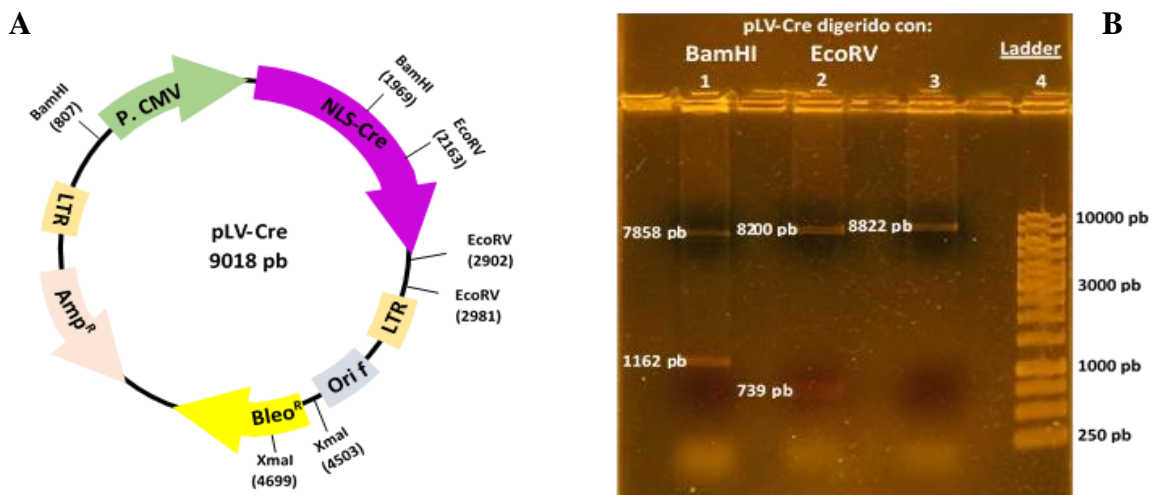 A
P. CMV
BamHI
(807)
NLS-Cre
BamHI
(1969)
EcoRV
(2163)
EcoRV
(2902)
EcoRV
(2981)
LTR
Ori f
XmaI
(4503)
XmaI
(4699)
Bleo^R
Amp^R
LTR
pLV-Cre
9018 pb
B
pLV-Cre digerido con:
BamHI EcoRV Ladder
1 2 3 4
7858 pb 8200 pb 8822 pb 10000 pb
3000 pb
1162 pb 1000 pb
739 pb
250 pb